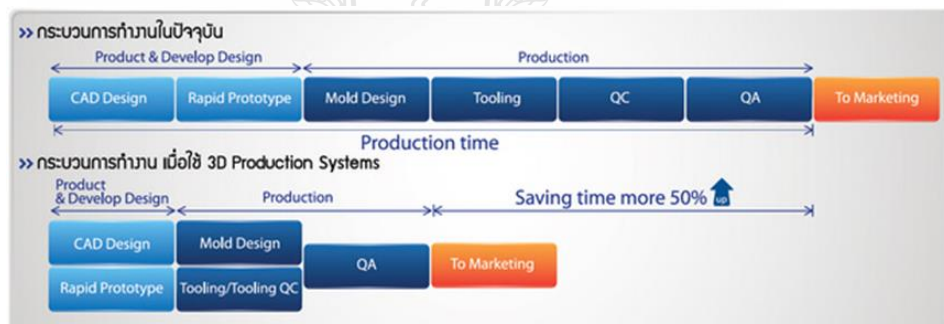 >> กระบวนการทำงานในปัจจุบัน
Product & Develop Design Production
CAD Design Rapid Prototype Mold Design Tooling QC QA To Marketing
Production time
>> กระบวนการทำงาน เมื่อใช้ 3D Production Systems
Product
& Develop Design Production Saving time more 50% up
CAD Design Mold Design
QA To Marketing
Rapid Prototype Tooling/Tooling QC